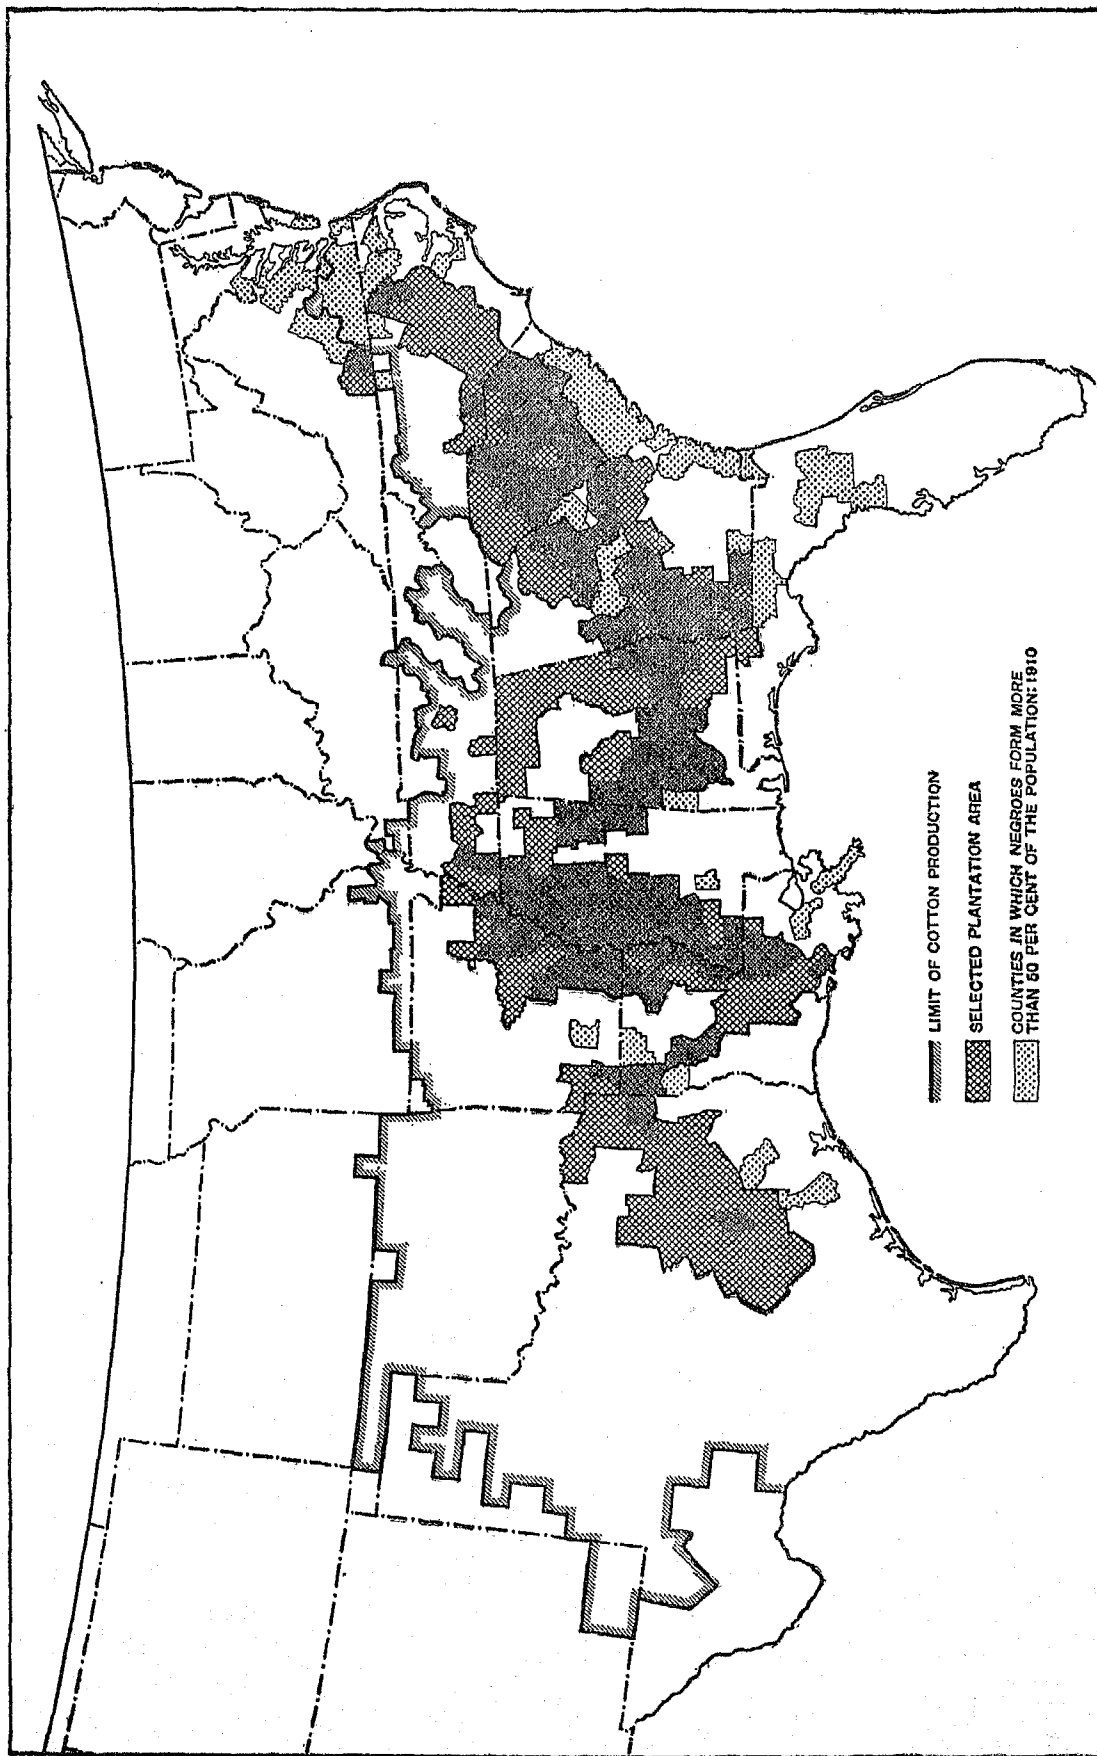 LIMIT OF COTTON PRODUCTION
SELECTED PLANTATION AREA
COUNTIES IN WHICH NEGROES FORM MORE
THAN 50 PER CENT OF THE POPULATION: 1910